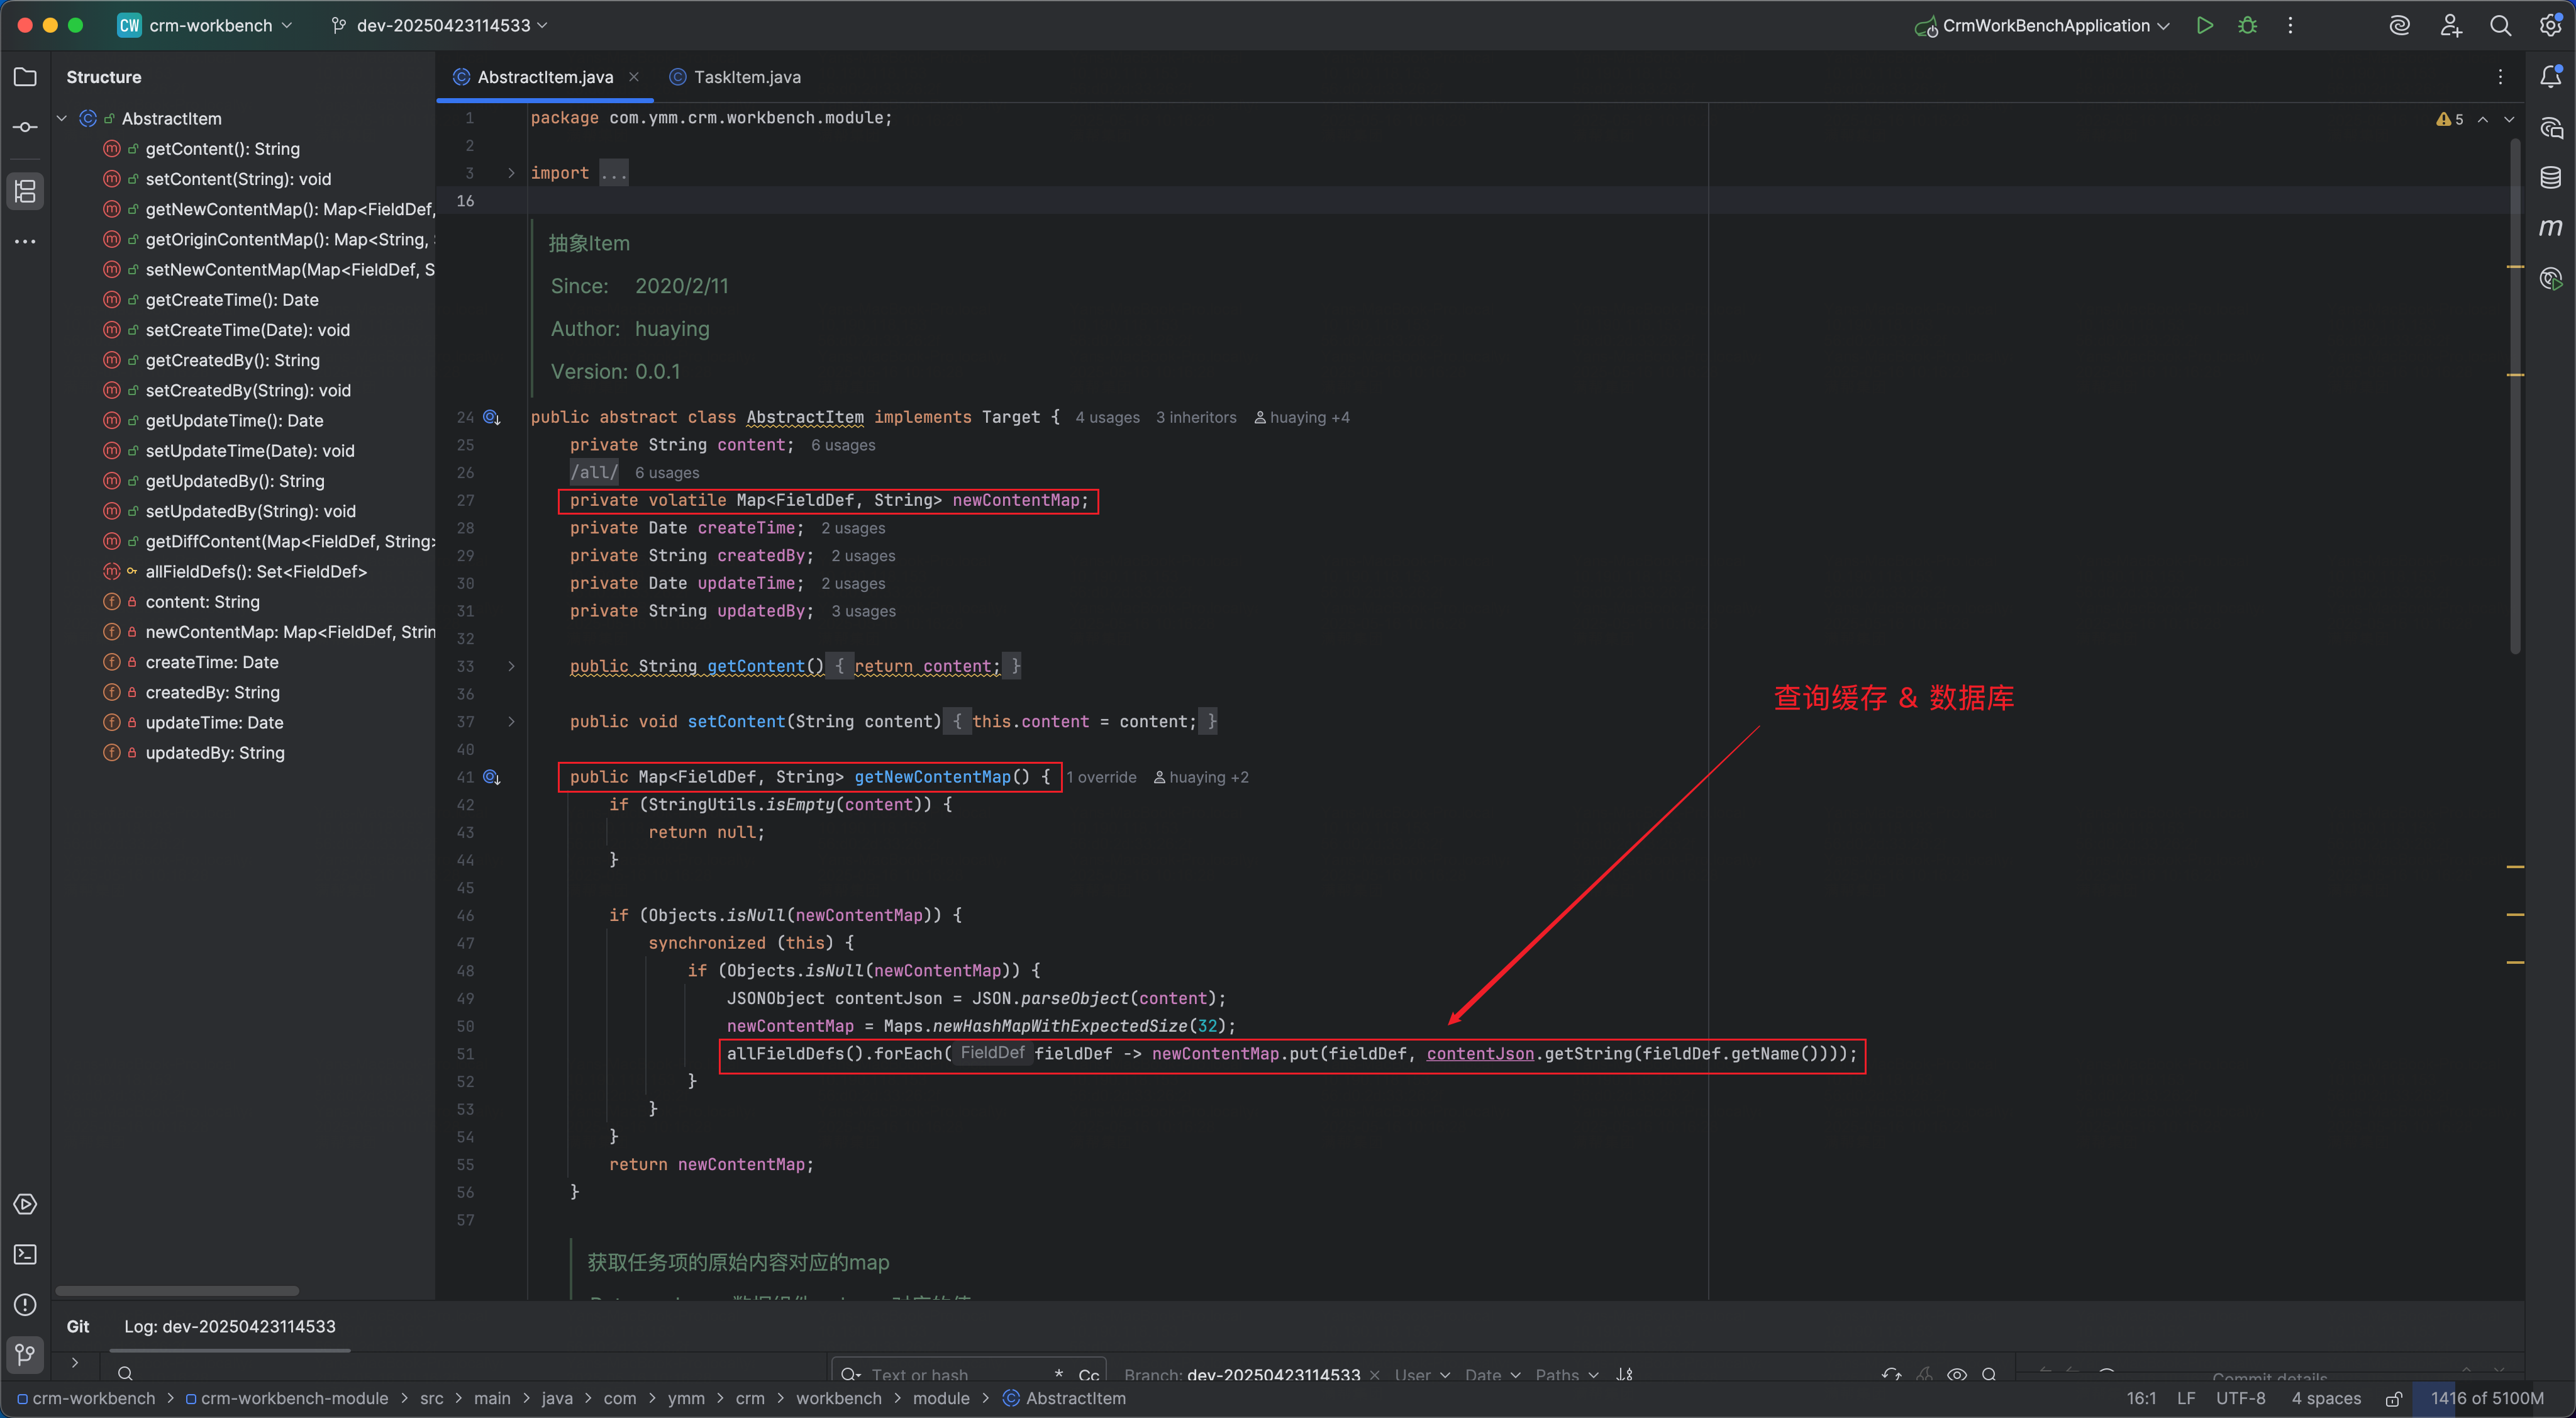 CW crm-workbench
dev-20250423114533
CrmWorkBenchApplication
Structure
AbstractItem
getContent(): String
setContent(String): void
getNewContentMap(): Map<FieldDef,
getOriginContentMap(): Map<String,
setNewContentMap(Map<FieldDef, S
getCreateTime(): Date
setCreateTime(Date): void
getCreatedBy(): String
setCreatedBy(String): void
getUpdateTime(): Date
setUpdateTime(Date): void
getUpdatedBy(): String
setUpdatedBy(String): void
getDiffContent(Map<FieldDef, String>
allFieldDefs(): Set<FieldDef>
content: String
newContentMap: Map<FieldDef, Strin
createTime: Date
createdBy: String
updateTime: Date
updatedBy: String
AbstractItem.java
TaskItem.java
5
1 package com.ymm.crm.workbench.module;
2
3 import ...
16
抽象Item
Since: 2020/2/11
Author: huaying
Version: 0.0.1
24 public abstract class AbstractItem implements Target { 4 usages 3 inheritors huaying +4
25 private String content; 6 usages
26 /all/ 6 usages
27 private volatile Map<FieldDef, String> newContentMap;
28 private Date createTime; 2 usages
29 private String createdBy; 2 usages
30 private Date updateTime; 2 usages
31 private String updatedBy; 3 usages
32
33 public String getContent() { return content; }
36
查询缓存 & 数据库
37 public void setContent(String content) { this.content = content; }
40
41 public Map<FieldDef, String> getNewContentMap() { 1 override huaying +2
42 if (StringUtils.isEmpty(content)) {
43 return null;
44 }
45
46 if (Objects.isNull(newContentMap)) {
47 synchronized (this) {
48 if (Objects.isNull(newContentMap)) {
49 JSONObject contentJson = JSON.parseObject(content);
50 newContentMap = Maps.newHashMapWithExpectedSize(32);
51 allFieldDefs().forEach( FieldDef fieldDef -> newContentMap.put(fieldDef, contentJson.getString(fieldDef.getName())));
52 }
53 }
54 }
55 return newContentMap;
56 }
57
获取任务项的原始内容对应的map
Git
Log: dev-20250423114533
Text or hash
.* Cc
Branch: dev-20250423114533
User
Date
Paths
Commit details
crm-workbench > crm-workbench-module > src > main > java > com > ymm > crm > workbench > module > AbstractItem
16:1 LF UTF-8 4 spaces 1416 of 5100M